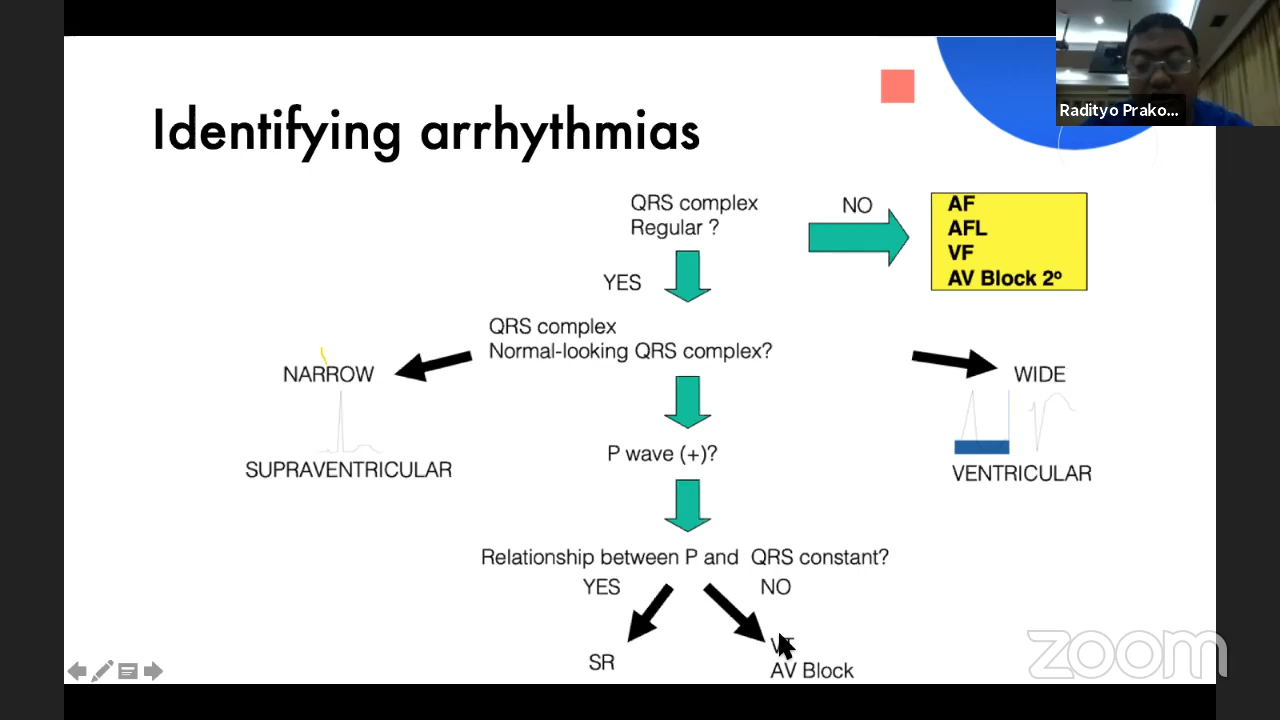 Radityo Prako...
Identifying arrhythmias
QRS complex
Regular ?
NO
AF
AFL
VF
AV Block 2º
YES
QRS complex
Normal-looking QRS complex?
NARROW
WIDE
P wave (+)?
SUPRAVENTRICULAR
VENTRICULAR
Relationship between P and QRS constant?
YES
NO
SR
AV Block
zoom